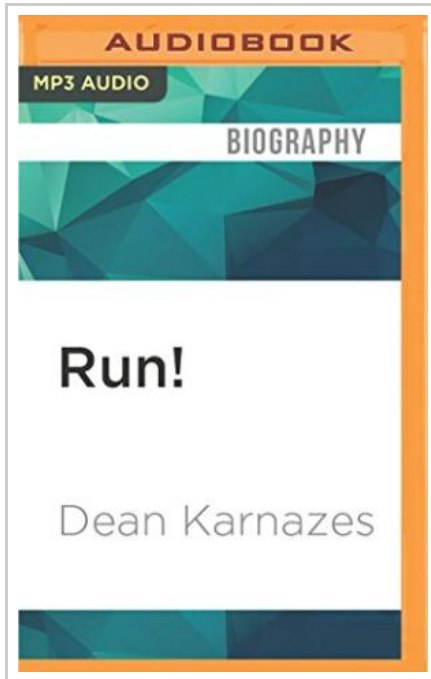 AUDIOBOOK
MP3 AUDIO
BIOGRAPHY
Run!
Dean Karnazes